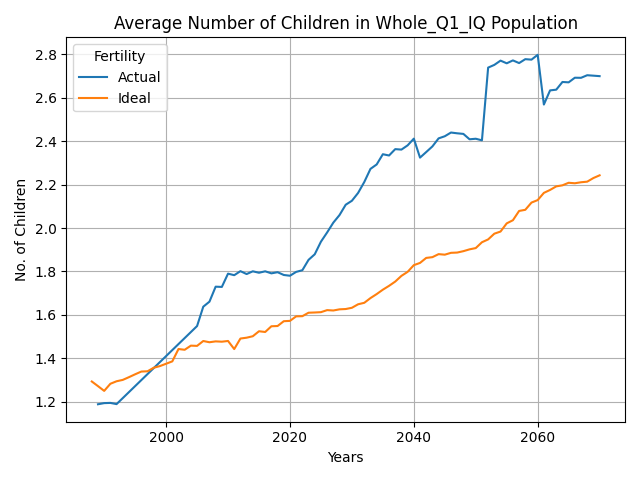 Average Number of Children in Whole_Q1_IQ Population
Fertility
Actual
Ideal
No. of Children
2.8
2.6
2.4
2.2
2.0
1.8
1.6
1.4
1.2
2000
2020
2040
2060
Years